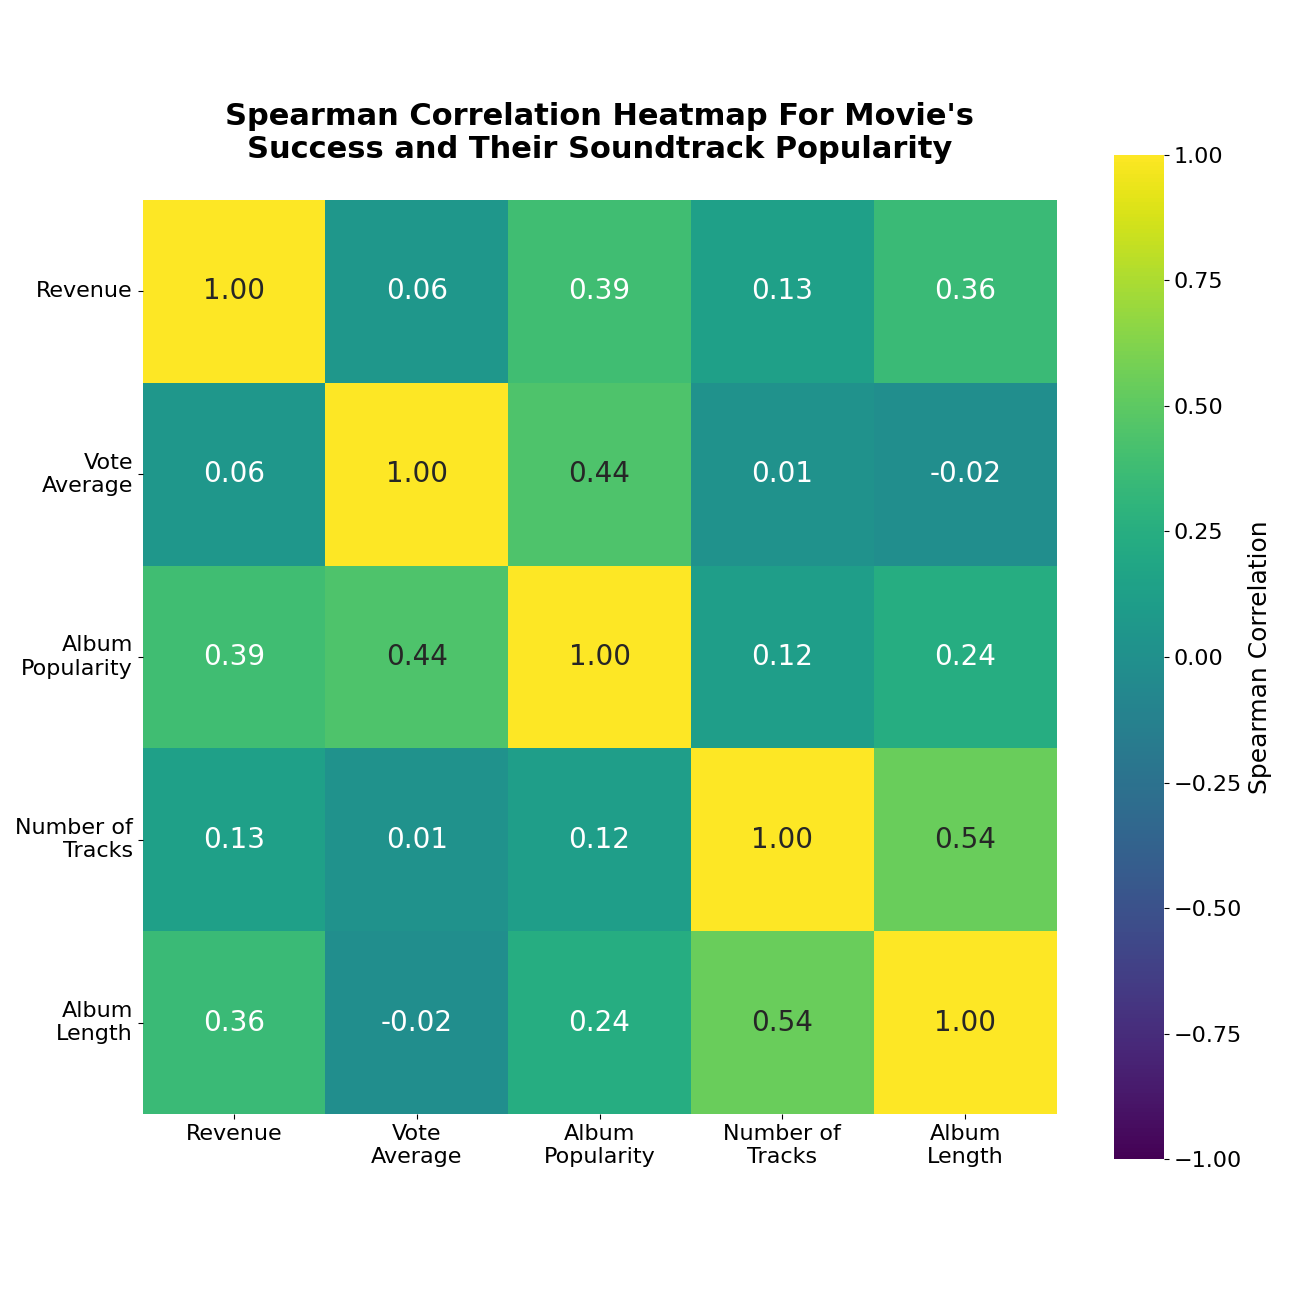 Spearman Correlation Heatmap For Movie's
Success and Their Soundtrack Popularity
Revenue
1.00 0.06 0.39 0.13 0.36
Vote
Average
0.06 1.00 0.44 0.01 -0.02
Album
Popularity
0.39 0.44 1.00 0.12 0.24
Number of
Tracks
0.13 0.01 0.12 1.00 0.54
Album
Length
0.36 -0.02 0.24 0.54 1.00
Revenue
Vote
Average
Album
Popularity
Number of
Tracks
Album
Length
1.00
0.75
0.50
0.25
0.00
−0.25
−0.50
−0.75
−1.00
Spearman Correlation